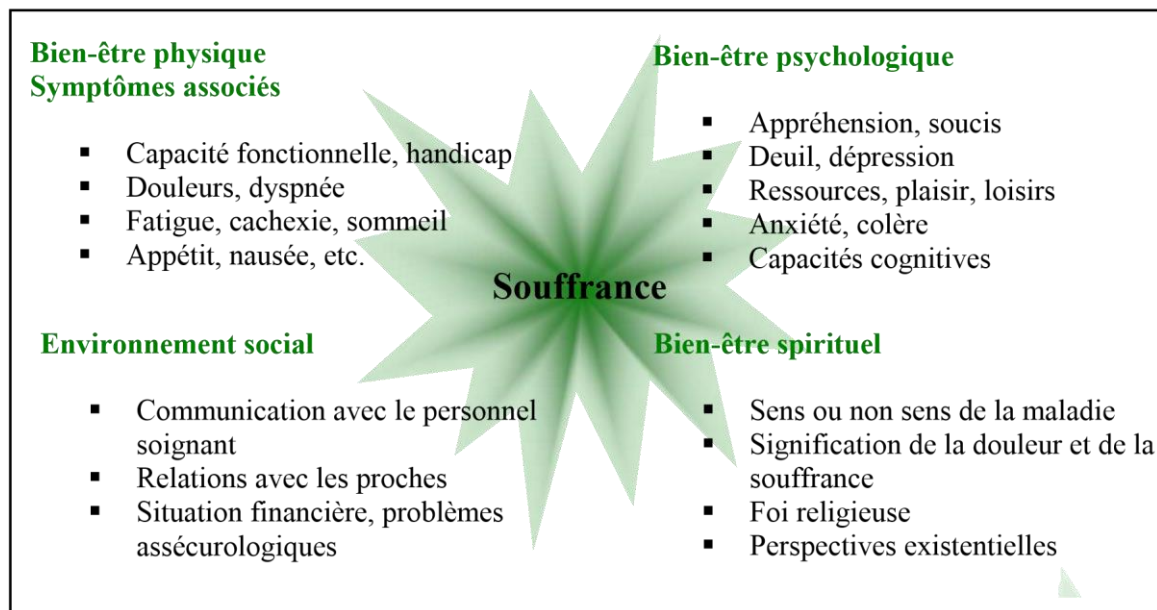 Bien-être physique
Symptômes associés
▪ Capacité fonctionnelle, handicap
▪ Douleurs, dyspnée
▪ Fatigue, cachexie, sommeil
▪ Appétit, nausée, etc.
Bien-être psychologique
▪ Appréhension, soucis
▪ Deuil, dépression
▪ Ressources, plaisir, loisirs
▪ Anxiété, colère
▪ Capacités cognitives
Souffrance
Environnement social
▪ Communication avec le personnel
soignant
▪ Relations avec les proches
▪ Situation financière, problèmes
assécurologiques
Bien-être spirituel
▪ Sens ou non sens de la maladie
▪ Signification de la douleur et de la
souffrance
▪ Foi religieuse
▪ Perspectives existentielles